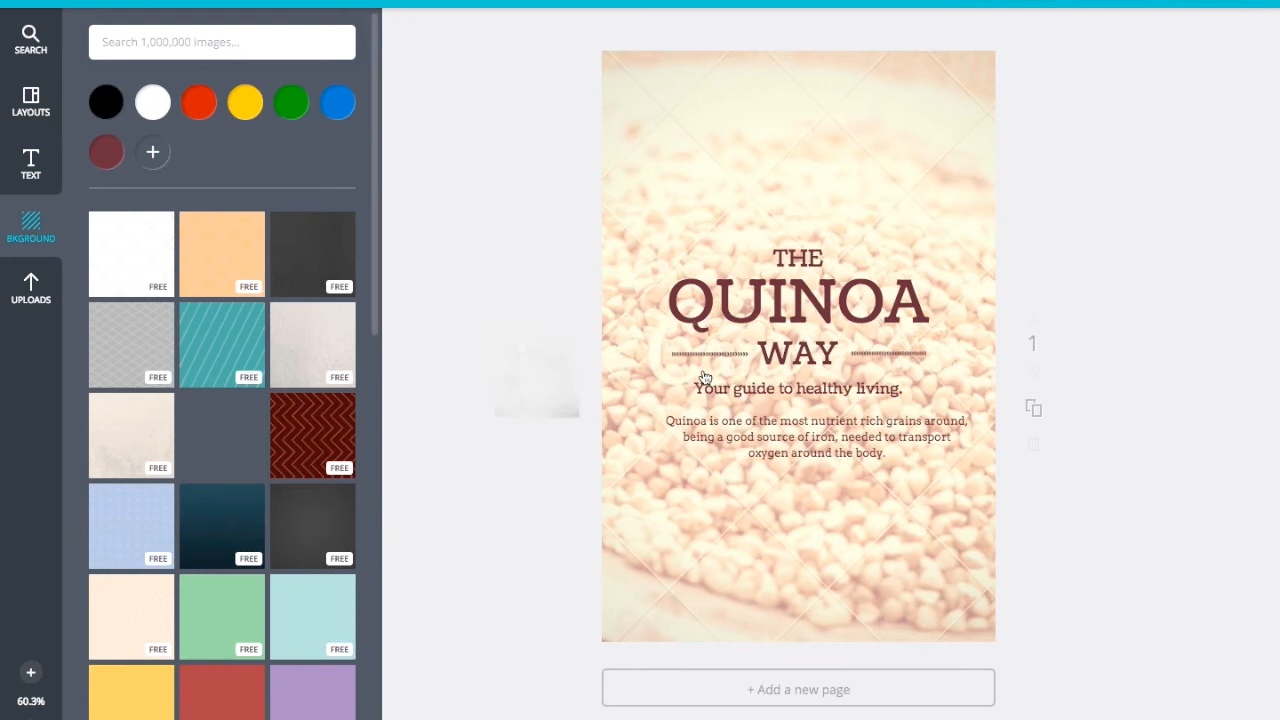 SEARCH
LAYOUTS
TEXT
BKGROUND
UPLOADS
60.3%
Search 1,000,000 images...
FREE
FREE
FREE
FREE
FREE
FREE
FREE
FREE
FREE
FREE
FREE
FREE
FREE
FREE
THE
QUINOA
WAY
Your guide to healthy living.
Quinoa is one of the most nutrient rich grains around,
being a good source of iron, needed to transport
oxygen around the body.
1
+ Add a new page